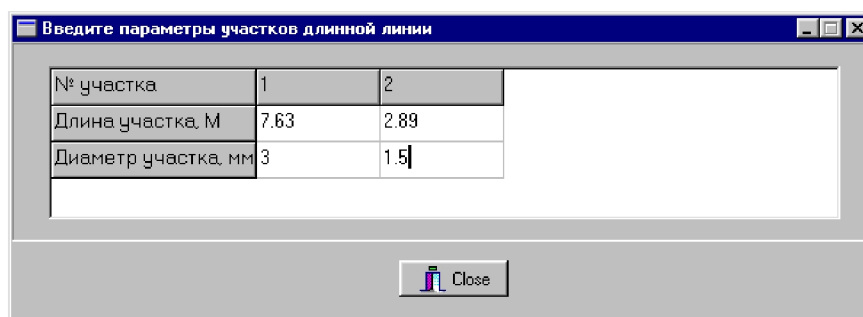 Введите параметры участков длинной линии
№ участка 1 2
Длина участка, М 7.63 2.89
Диаметр участка, мм 3 1.5
Close